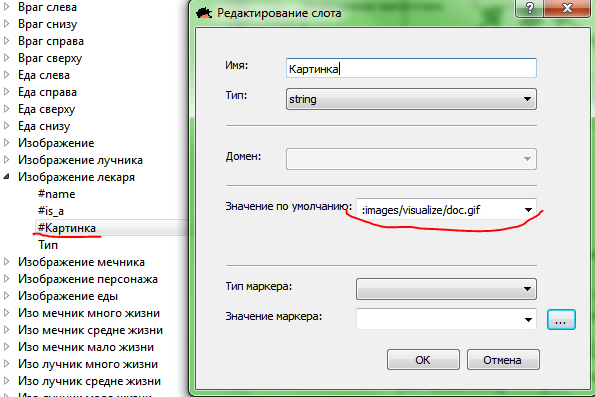 Враг слева
Враг снизу
Враг справа
Враг сверху
Еда слева
Еда справа
Еда сверху
Еда снизу
Изображение
Изображение лучника
Изображение лекаря
#name
#is_a
#Картинка
Тип
Изображение мечника
Изображение персонажа
Изображение еды
Изо мечник много жизни
Изо мечник средне жизни
Изо мечник мало жизни
Изо лучник много жизни
Изо лучник средне жизни
Редактирование слота
Имя: Картинка
Тип: string
Домен:
Значение по умолчанию: :images/visualize/doc.gif
Тип маркера:
Значение маркера: ...
OK Отмена